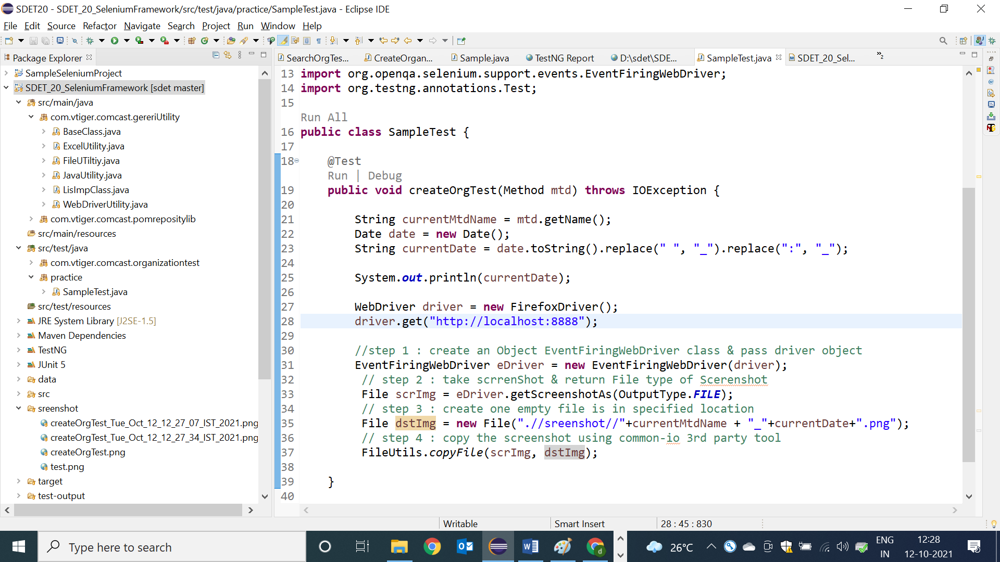 SDET20 - SDET_20_SeleniumFramework/src/test/java/practice/SampleTest.java - Eclipse IDE
File Edit Source Refactor Navigate Search Project Run Window Help
Package Explorer
SampleSeleniumProject
SDET_20_SeleniumFramework [sdet master]
src/main/java
com.vtiger.comcast.gereriUtility
BaseClass.java
ExcelUtility.java
FileUTiltiy.java
JavaUtility.java
LisImpClass.java
WebDriverUtility.java
com.vtiger.comcast.pomrepositylib
src/main/resources
src/test/java
com.vtiger.comcast.organizationtest
practice
SampleTest.java
src/test/resources
JRE System Library [J2SE-1.5]
Maven Dependencies
TestNG
JUnit 5
data
src
sreenshot
createOrgTest_Tue_Oct_12_12_27_07_IST_2021.png
createOrgTest_Tue_Oct_12_12_27_34_IST_2021.png
createOrgTest.png
test.png
target
test-output
SearchOrgTes... CreateOrgan... Sample.java TestNG Report D:\sdet\SDE... SampleTest.java SDET_20_Sel... »2
13 import org.openqa.selenium.support.events.EventFiringWebDriver;
14 import org.testng.annotations.Test;
15
Run All
16 public class SampleTest {
17
18 @Test
Run | Debug
19 public void createOrgTest(Method mtd) throws IOException {
20
21 String currentMtdName = mtd.getName();
22 Date date = new Date();
23 String currentDate = date.toString().replace(" ", "_").replace(":", "_");
24
25 System.out.println(currentDate);
26
27 WebDriver driver = new FirefoxDriver();
28 driver.get("http://localhost:8888");
29
30 //step 1 : create an Object EventFiringWebDriver class & pass driver object
31 EventFiringWebDriver eDriver = new EventFiringWebDriver(driver);
32 // step 2 : take scrrenShot & return File type of Scerenshot
33 File scrImg = eDriver.getScreenshotAs(OutputType.FILE);
34 // step 3 : create one empty file is in specified location
35 File dstImg = new File(".//sreenshot//"+currentMtdName + "_"+currentDate+".png");
36 // step 4 : copy the screenshot using common-io 3rd party tool
37 FileUtils.copyFile(scrImg, dstImg);
38
39 }
40
Writable Smart Insert 28 : 45 : 830
Type here to search
26°C
ENG
IN
12:28
12-10-2021